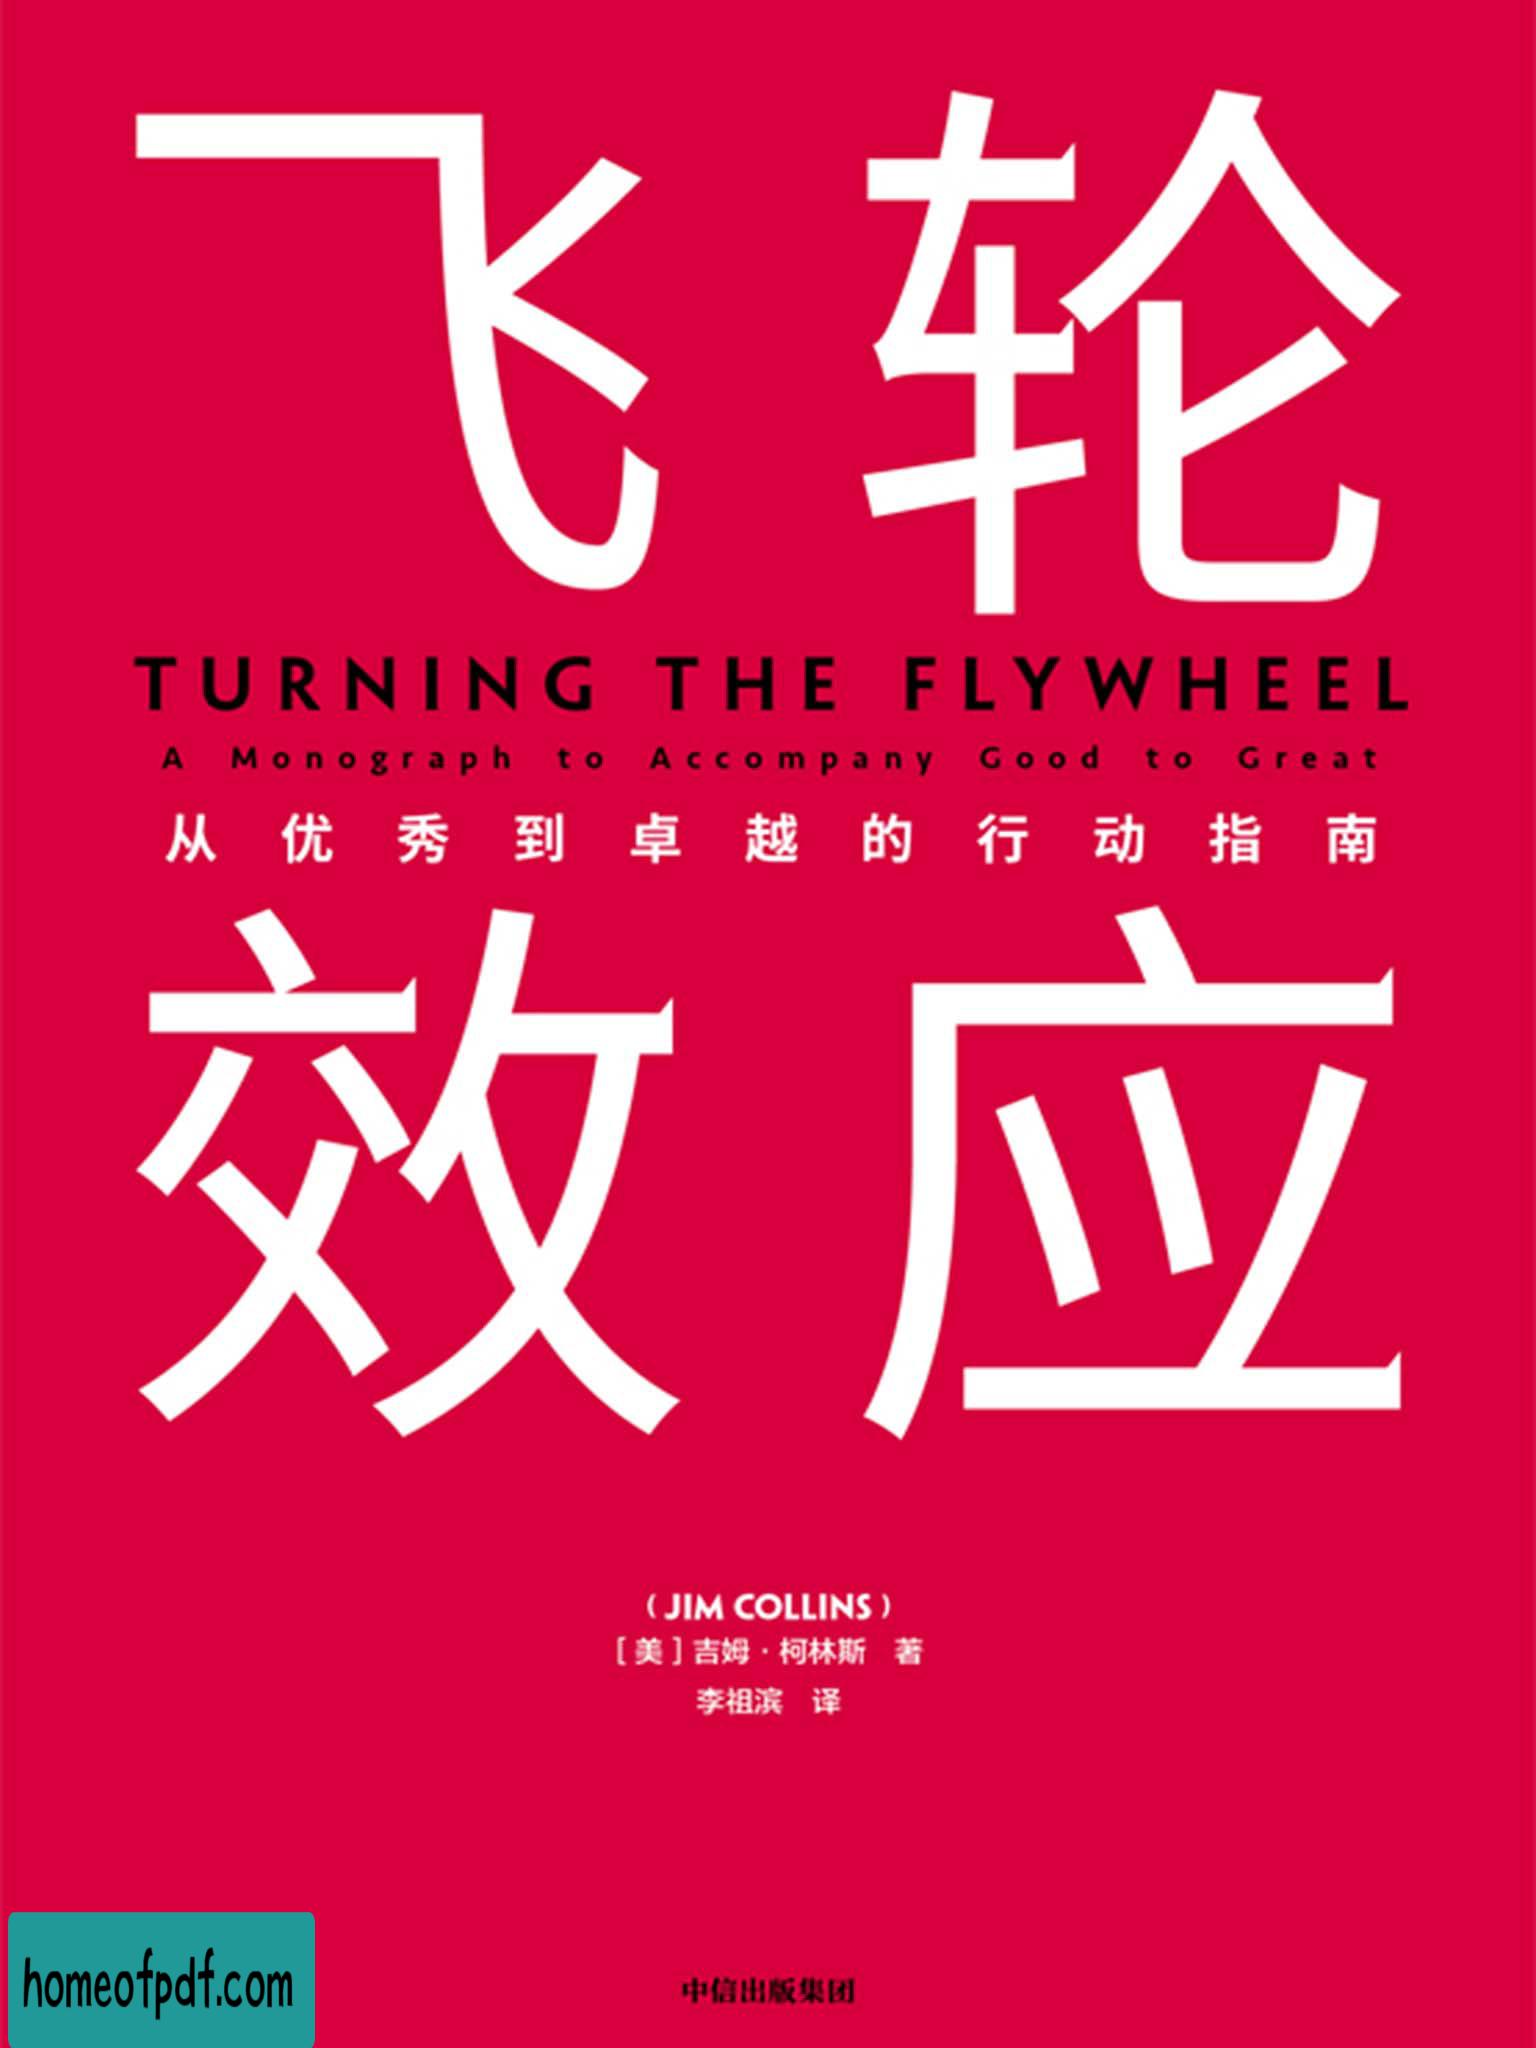 飞轮
TURNING THE FLYWHEEL
A Monograph to Accompany Good to Great
从优秀到卓越的行动指南
效应
（JIM COLLINS）
［美］吉姆·柯林斯 著
李祖滨 译
homeofpdf.com
中信出版集团